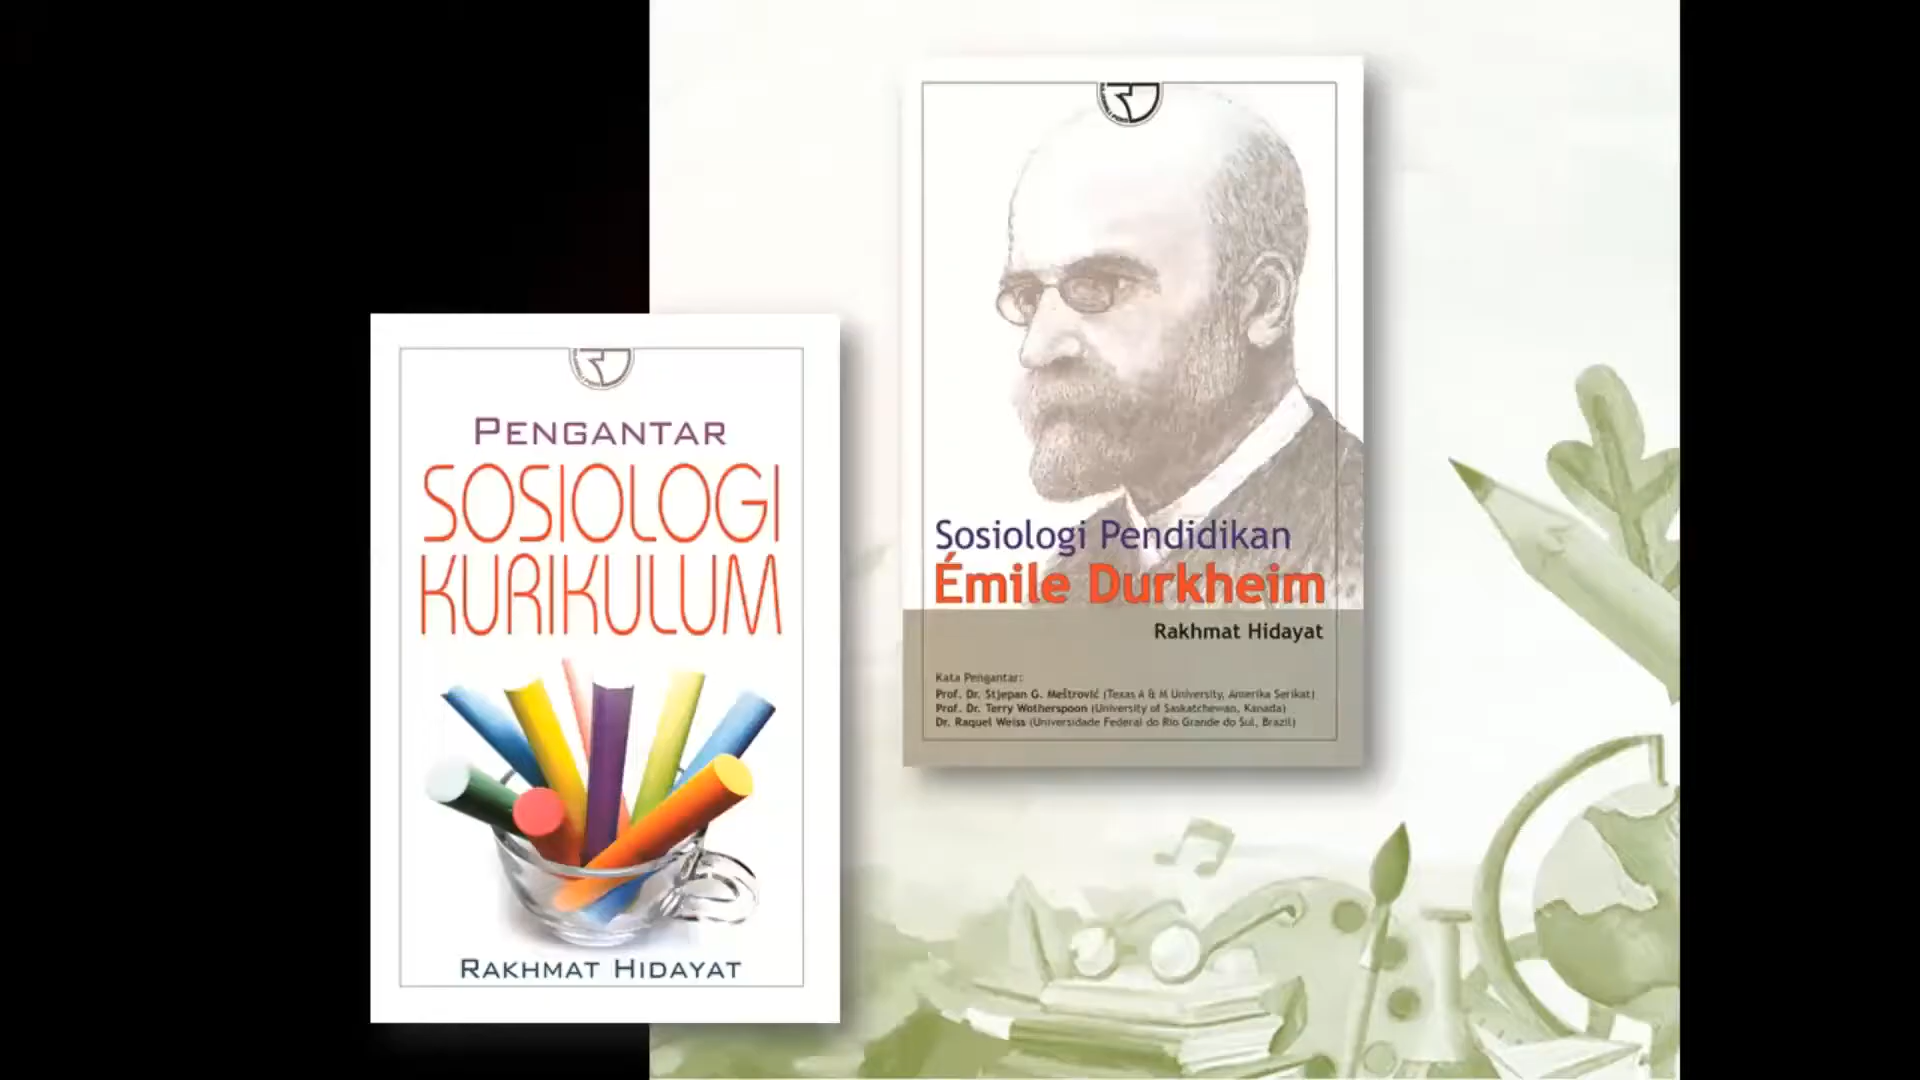 PENGANTAR
SOSIOLOGI
KURIKULUM
RAKHMAT HIDAYAT
Sosiologi Pendidikan
Émile Durkheim
Rakhmat Hidayat
Kata Pengantar:
Prof. Dr. Stjepan G. Meštrović (Texas A & M University, Amerika Serikat)
Prof. Dr. Terry Wotherspoon (University of Saskatchewan, Kanada)
Dr. Raquel Weiss (Universidade Federal do Rio Grande do Sul, Brazil)